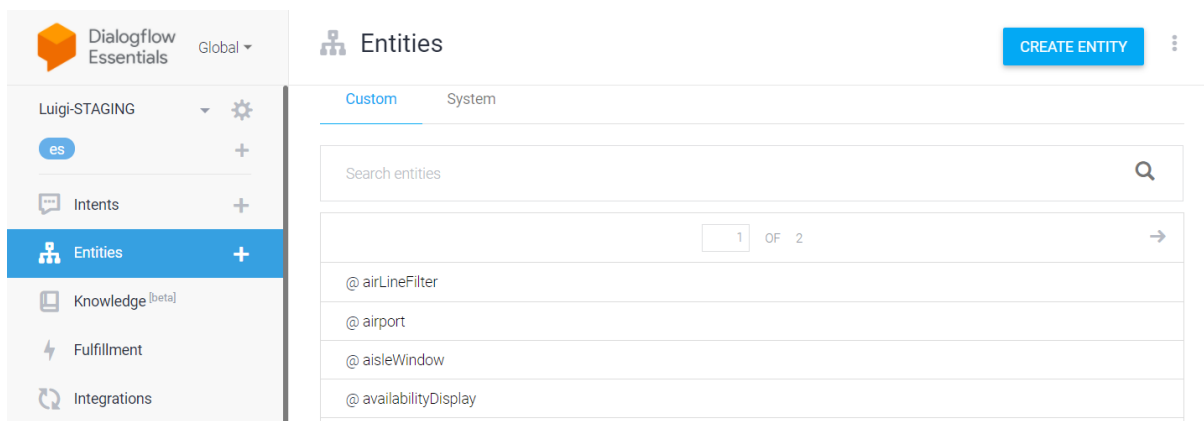 Dialogflow
Essentials
Global
Entities
CREATE ENTITY
Luigi-STAGING
es
Custom
System
Search entities
Intents
Entities
Knowledge [beta]
Fulfillment
Integrations
1 OF 2
@ airLineFilter
@ airport
@ aisleWindow
@ availabilityDisplay